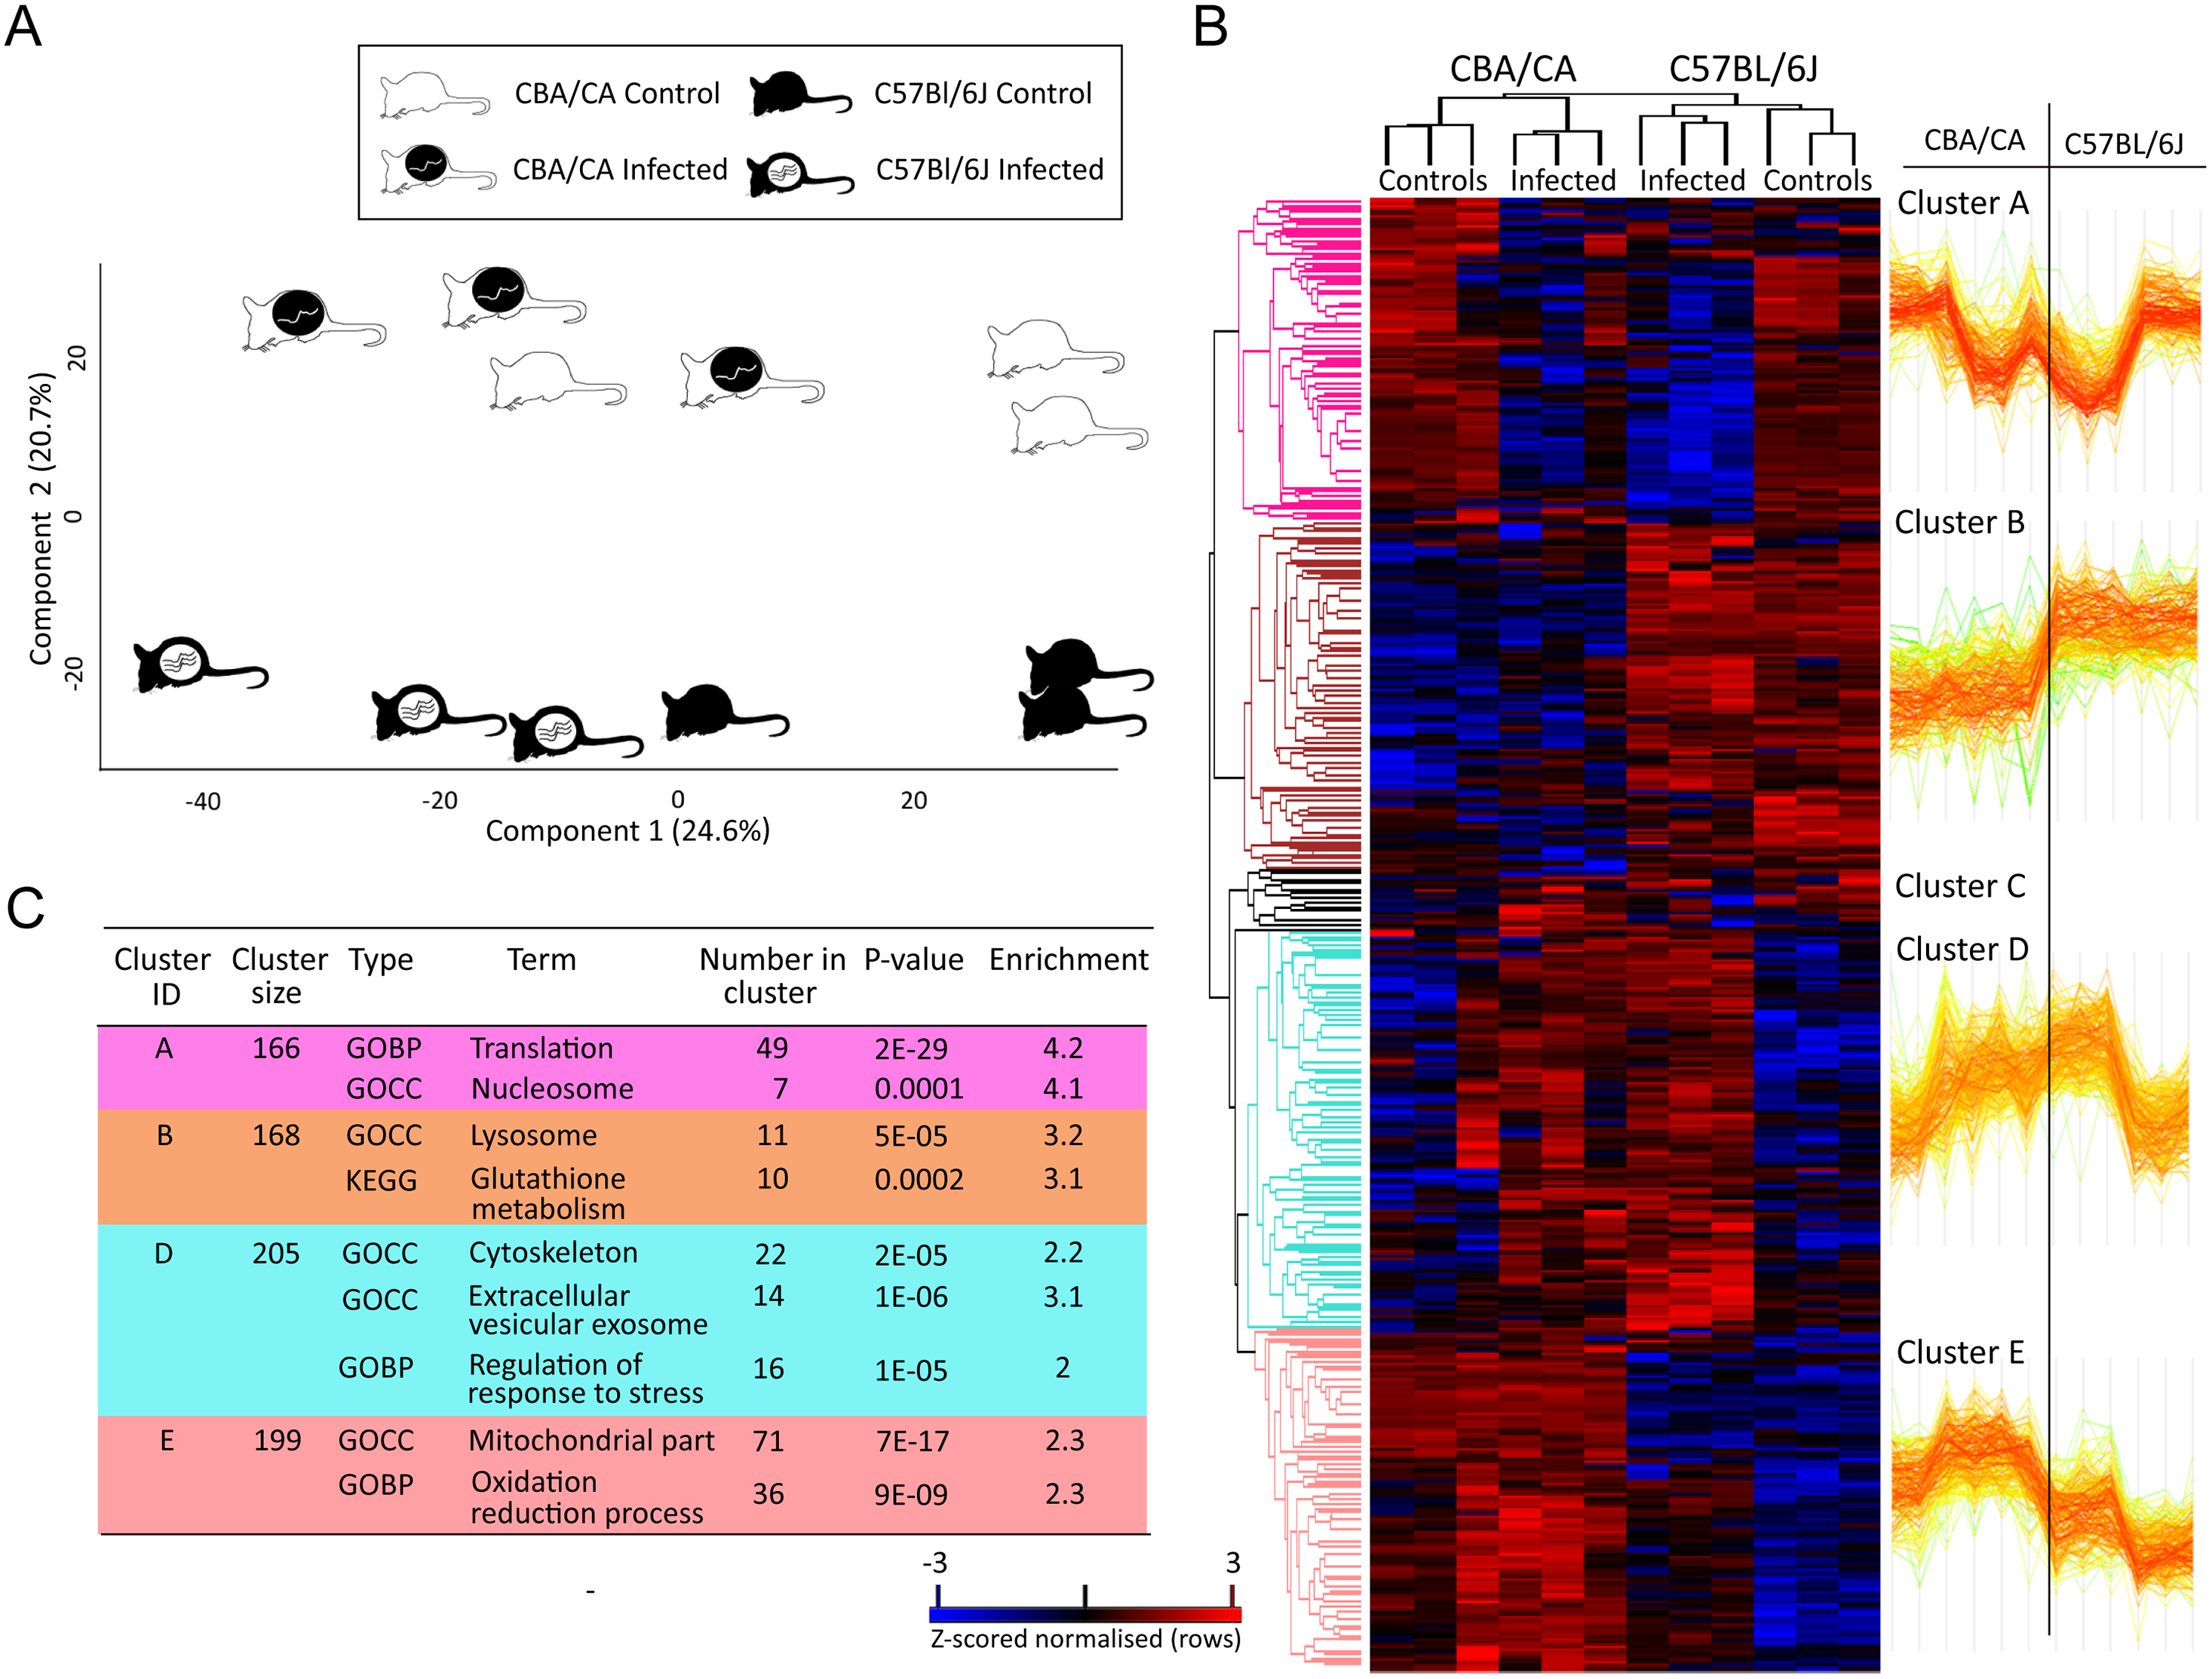 A
CBA/CA Control
C57Bl/6J Control
CBA/CA Infected
C57Bl/6J Infected
Component 2 (20.7%)
20
0
-20
-40
-20
0
20
Component 1 (24.6%)
B
CBA/CA
C57BL/6J
Controls
Infected
Infected
Controls
CBA/CA
C57BL/6J
Cluster A
Cluster B
Cluster C
Cluster D
Cluster E
C
Cluster ID
Cluster size
Type
Term
Number in cluster
P-value
Enrichment
A 166 GOBP Translation 49 2E-29 4.2
GOCC Nucleosome 7 0.0001 4.1
B 168 GOCC Lysosome 11 5E-05 3.2
KEGG Glutathione metabolism 10 0.0002 3.1
D 205 GOCC Cytoskeleton 22 2E-05 2.2
GOCC Extracellular vesicular exosome 14 1E-06 3.1
GOBP Regulation of response to stress 16 1E-05 2
E 199 GOCC Mitochondrial part 71 7E-17 2.3
GOBP Oxidation reduction process 36 9E-09 2.3
-
-3
3
Z-scored normalised (rows)